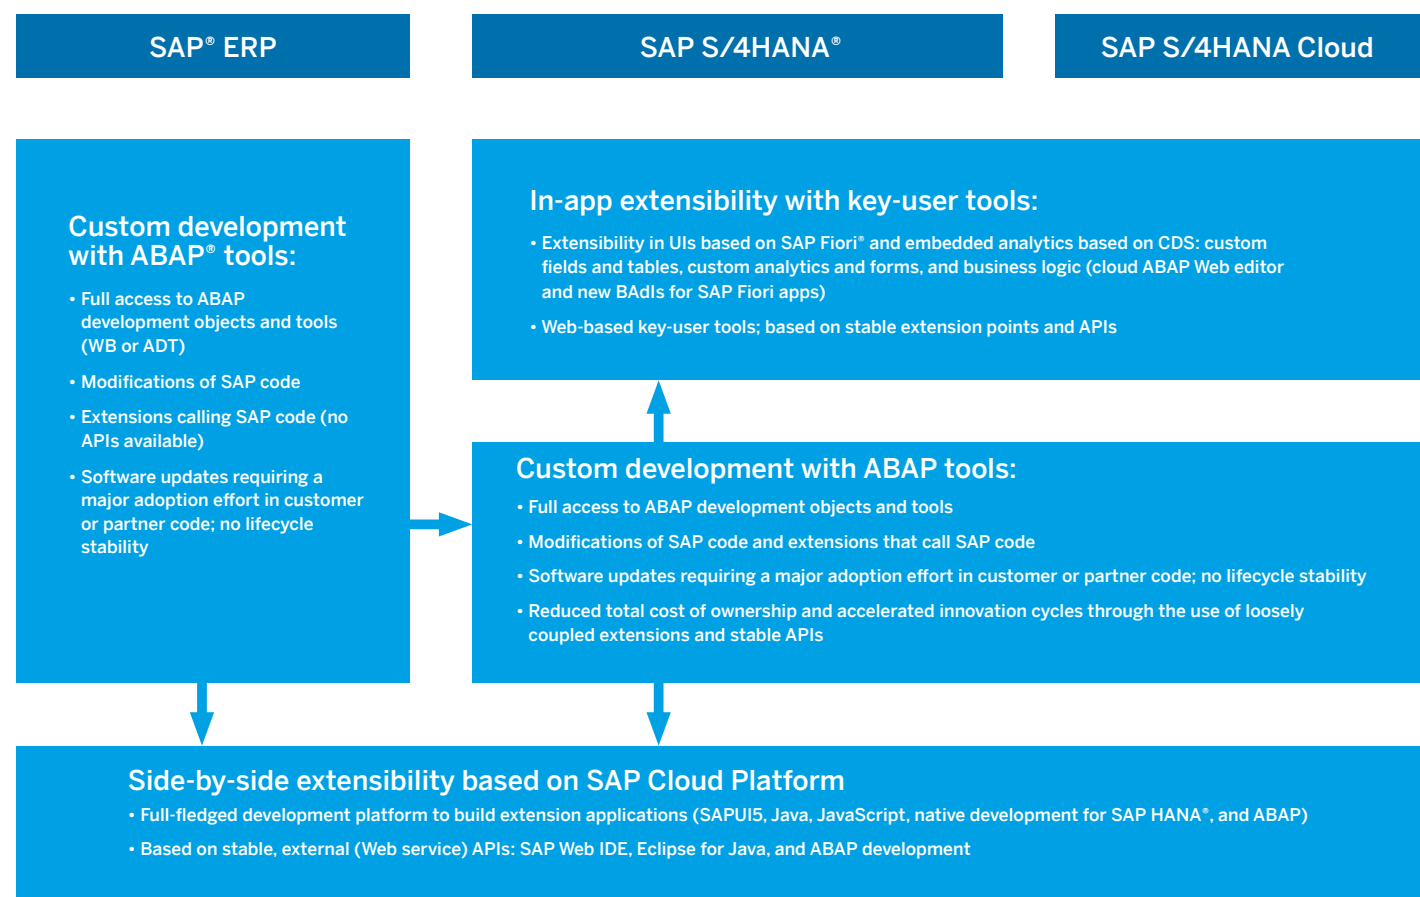 SAP® ERP
SAP S/4HANA®
SAP S/4HANA Cloud
Custom development
with ABAP® tools:
• Full access to ABAP
development objects and tools
(WB or ADT)
• Modifications of SAP code
• Extensions calling SAP code (no
APIs available)
• Software updates requiring a
major adoption effort in customer
or partner code; no lifecycle
stability
In-app extensibility with key-user tools:
• Extensibility in UIs based on SAP Fiori® and embedded analytics based on CDS: custom
fields and tables, custom analytics and forms, and business logic (cloud ABAP Web editor
and new BAdIs for SAP Fiori apps)
• Web-based key-user tools; based on stable extension points and APIs
Custom development with ABAP tools:
• Full access to ABAP development objects and tools
• Modifications of SAP code and extensions that call SAP code
• Software updates requiring a major adoption effort in customer or partner code; no lifecycle stability
• Reduced total cost of ownership and accelerated innovation cycles through the use of loosely
coupled extensions and stable APIs
Side-by-side extensibility based on SAP Cloud Platform
• Full-fledged development platform to build extension applications (SAPUI5, Java, JavaScript, native development for SAP HANA®, and ABAP)
• Based on stable, external (Web service) APIs: SAP Web IDE, Eclipse for Java, and ABAP development